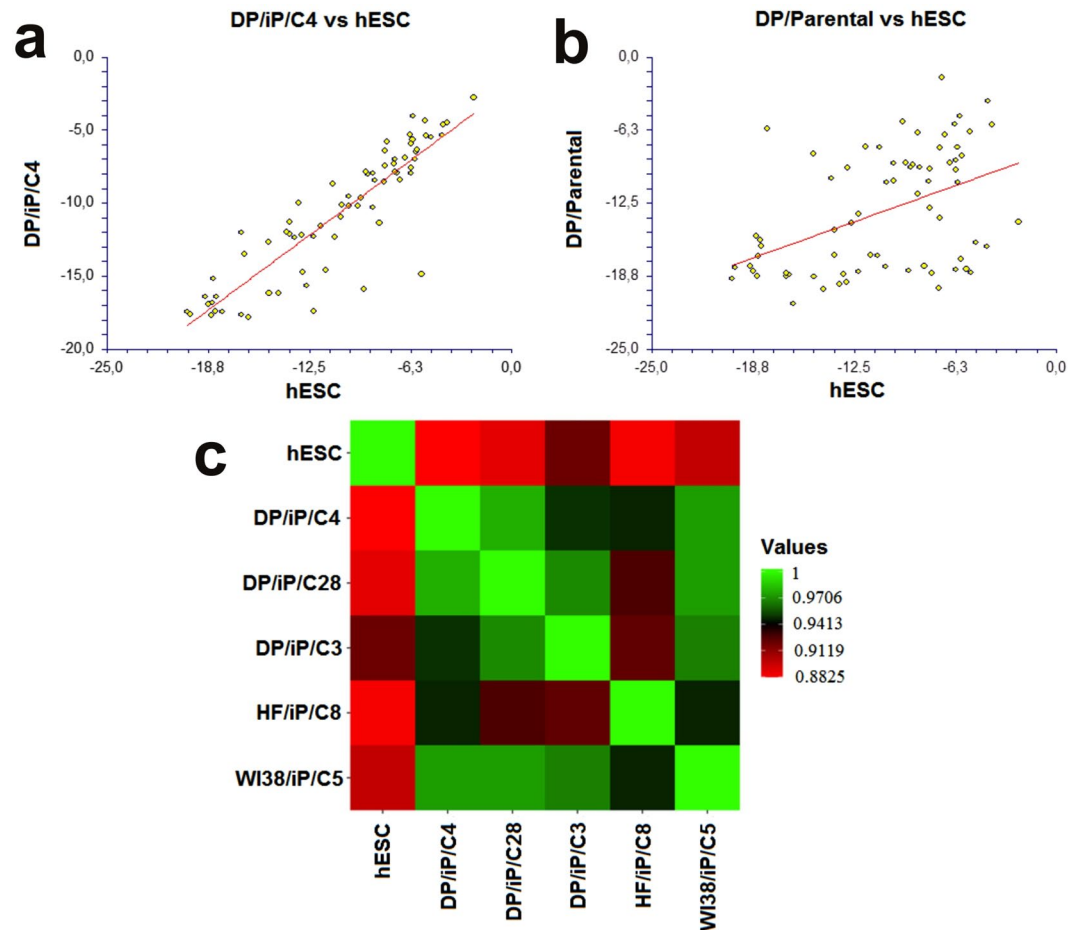 a
DP/iP/C4 vs hESC
0,0
-5,0
-10,0
-15,0
-20,0
DP/iP/C4
-25,0 -18,8 -12,5 -6,3 0,0
hESC
b
DP/Parental vs hESC
0,0
-6,3
-12,5
-18,8
-25,0
DP/Parental
-25,0 -18,8 -12,5 -6,3 0,0
hESC
c
hESC
DP/iP/C4
DP/iP/C28
DP/iP/C3
HF/iP/C8
WI38/iP/C5
hESC
DP/iP/C4
DP/iP/C28
DP/iP/C3
HF/iP/C8
WI38/iP/C5
Values
1
0.9706
0.9413
0.9119
0.8825